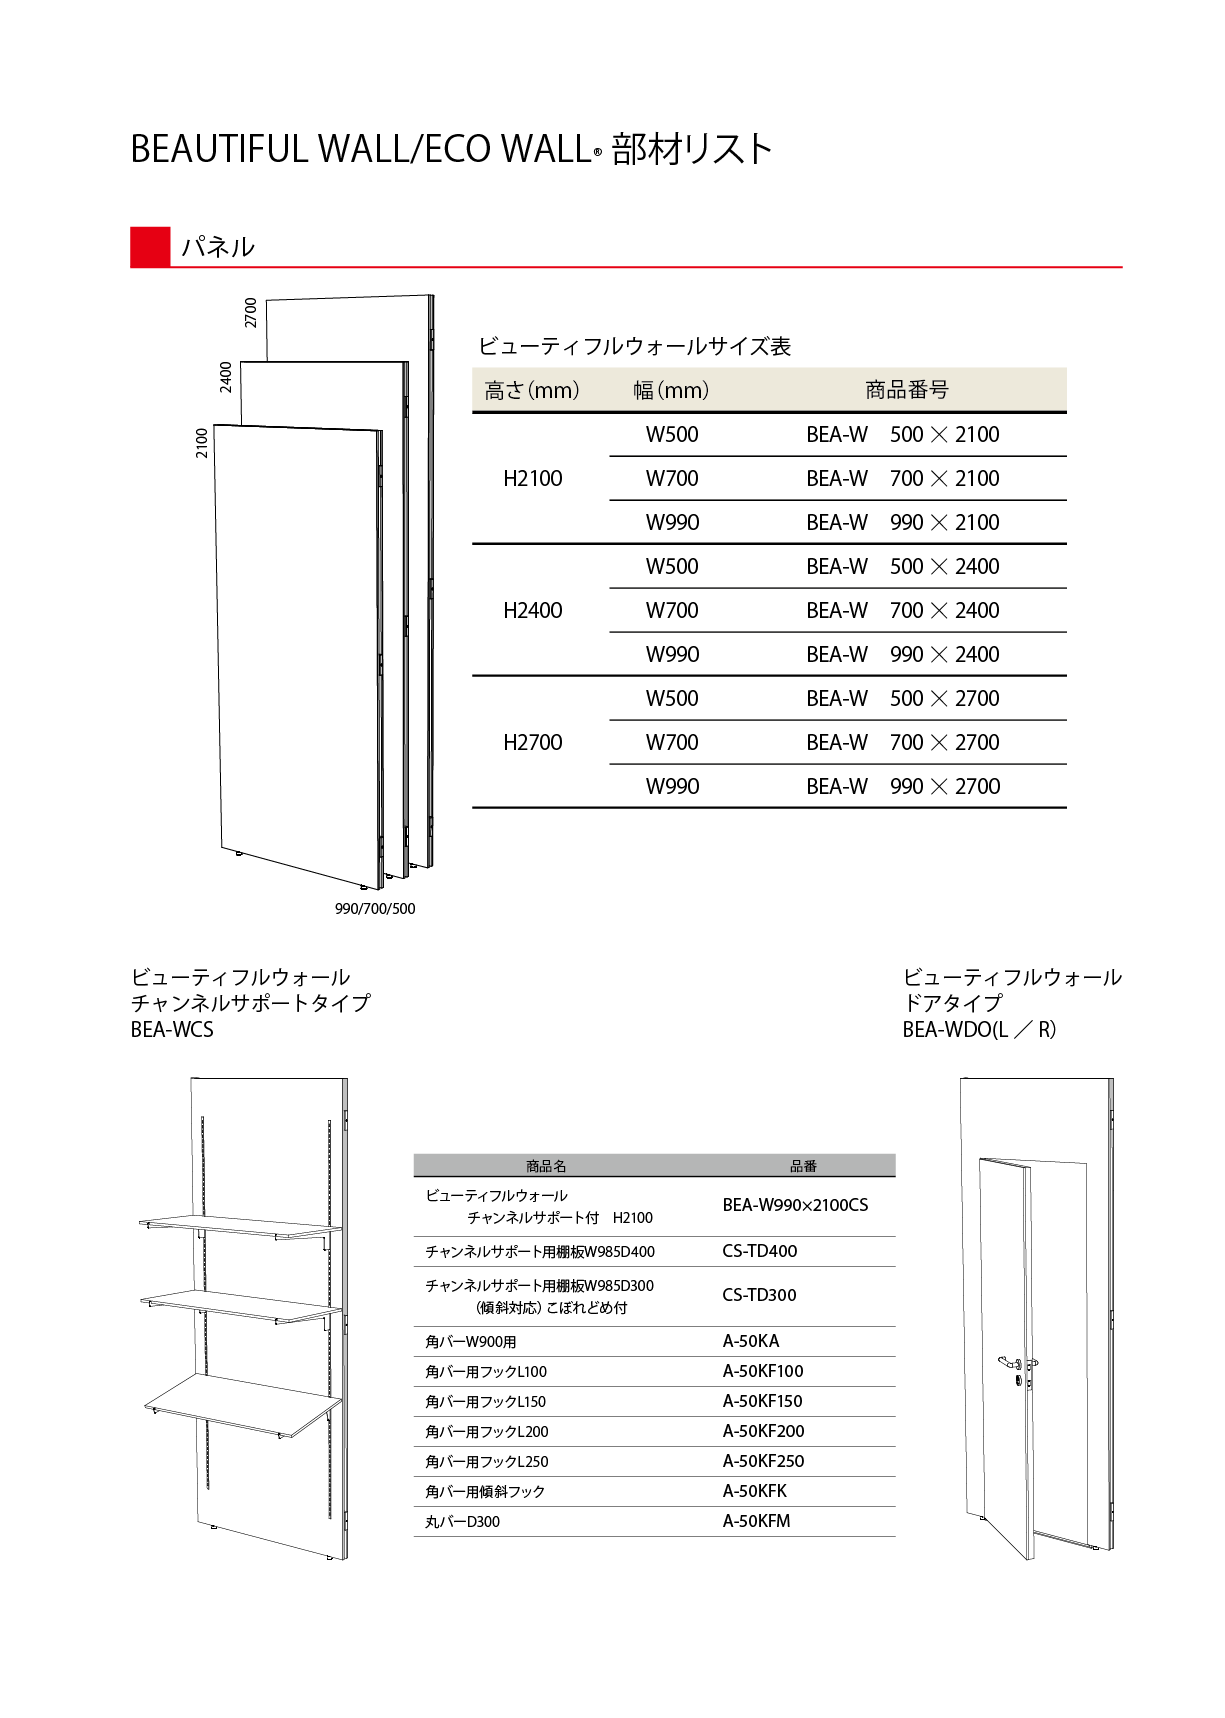 BEAUTIFUL WALL/ECO WALL® 部材リスト
パネル
2700
2400
2100
990/700/500
ビューティフルウォールサイズ表
高さ(mm) 幅(mm) 商品番号
W500 BEA-W 500 × 2100
H2100 W700 BEA-W 700 × 2100
W990 BEA-W 990 × 2100
W500 BEA-W 500 × 2400
H2400 W700 BEA-W 700 × 2400
W990 BEA-W 990 × 2400
W500 BEA-W 500 × 2700
H2700 W700 BEA-W 700 × 2700
W990 BEA-W 990 × 2700
ビューティフルウォール
チャンネルサポートタイプ
BEA-WCS
商品名 品番
ビューティフルウォール
チャンネルサポート付 H2100 BEA-W990×2100CS
チャンネルサポート用棚板W985D400 CS-TD400
チャンネルサポート用棚板W985D300
(傾斜対応)こぼれどめ付 CS-TD300
角バーW900用 A-50KA
角バー用フックL100 A-50KF100
角バー用フックL150 A-50KF150
角バー用フックL200 A-50KF200
角バー用フックL250 A-50KF250
角バー用傾斜フック A-50KFK
丸バーD300 A-50KFM
ビューティフルウォール
ドアタイプ
BEA-WDO(L ／ R)